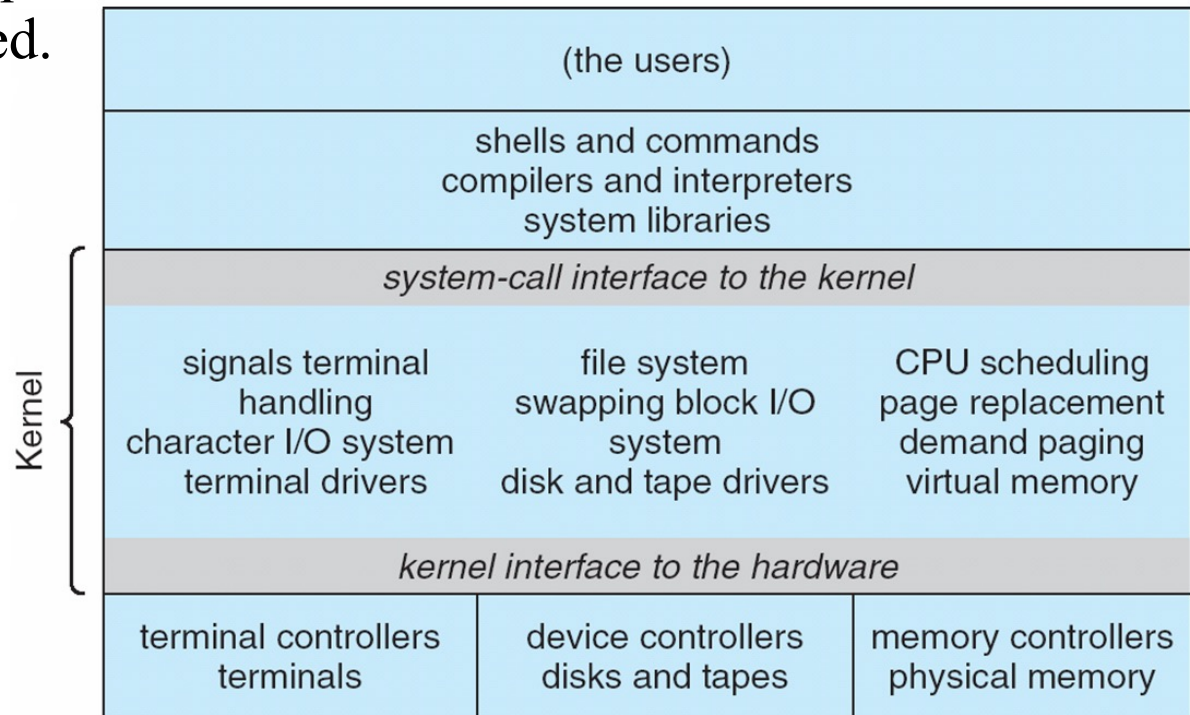 ed.
(the users)
shells and commands
compilers and interpreters
system libraries
system-call interface to the kernel
Kernel
signals terminal
handling
character I/O system
terminal drivers
file system
swapping block I/O
system
disk and tape drivers
CPU scheduling
page replacement
demand paging
virtual memory
kernel interface to the hardware
terminal controllers
terminals
device controllers
disks and tapes
memory controllers
physical memory